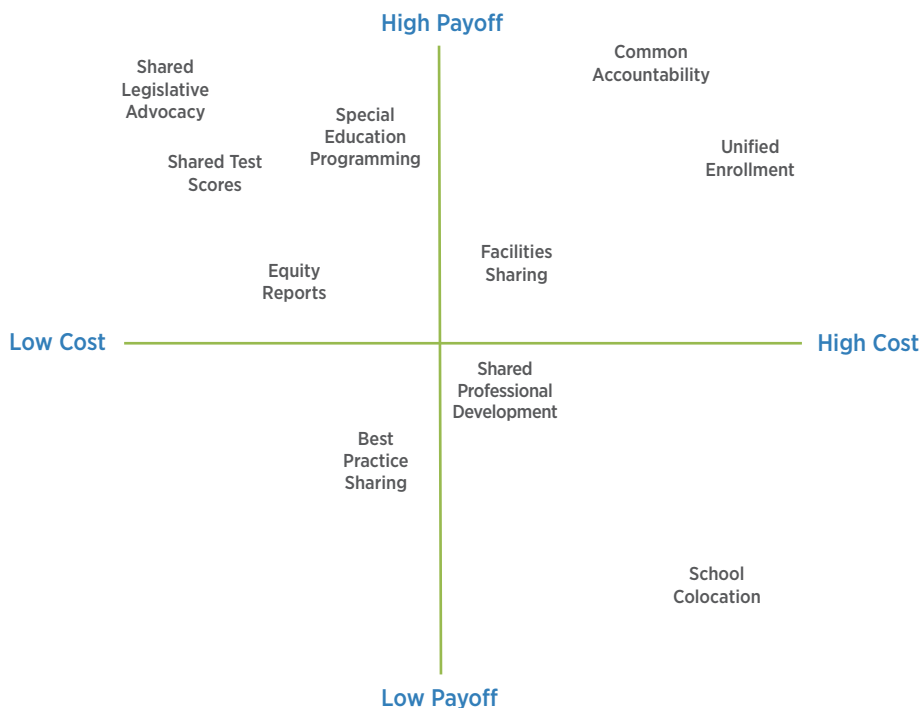 High Payoff
Common
Accountability
Shared
Legislative
Advocacy
Special
Education
Programming
Shared Test
Scores
Unified
Enrollment
Facilities
Sharing
Equity
Reports
Low Cost
High Cost
Shared
Professional
Development
Best
Practice
Sharing
School
Colocation
Low Payoff